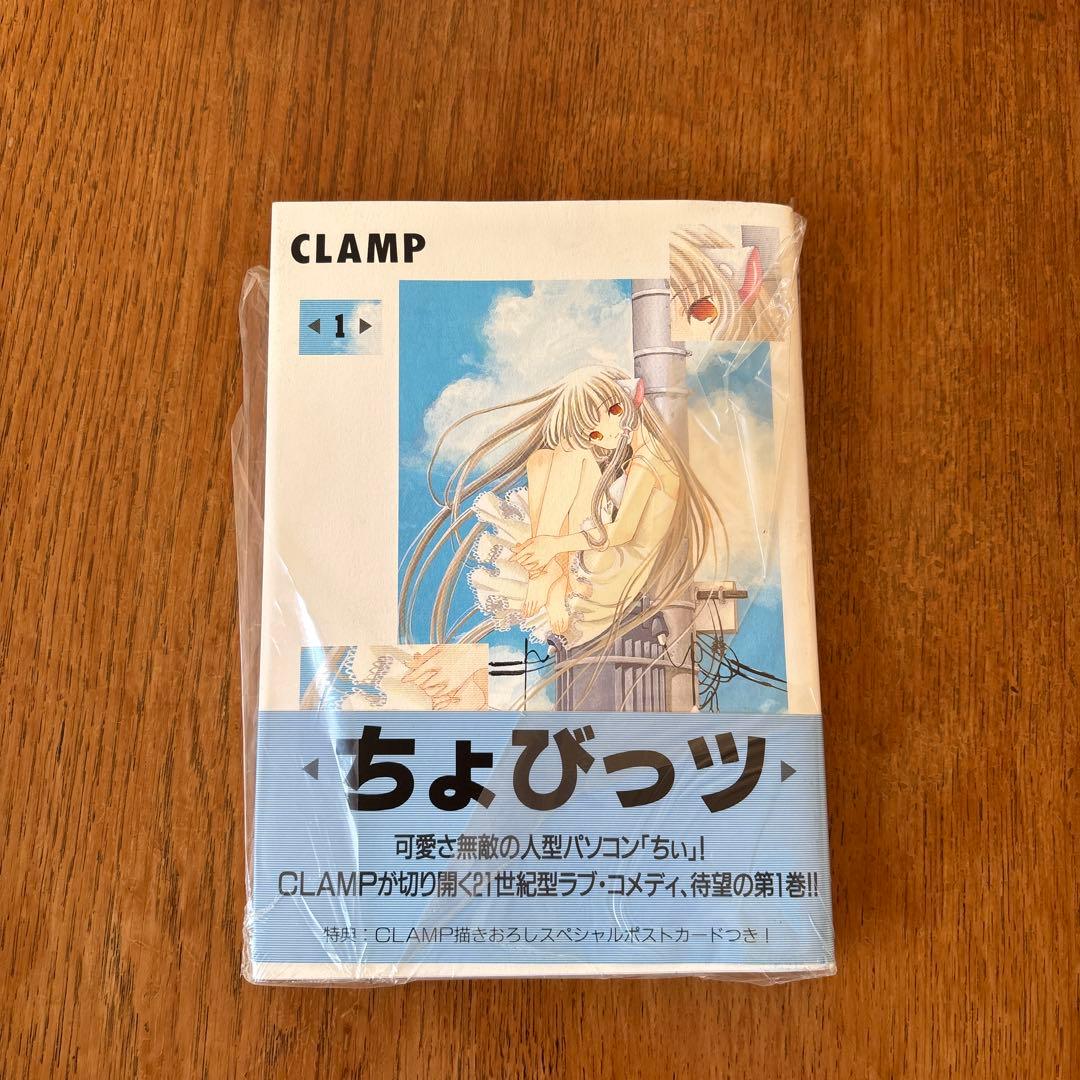 CLAMP
◀ 1 ▶
◀ ちょびっツ ▶
可愛さ無敵の人型パソコン「ちぃ」!
CLAMPが切り開く21世紀型ラブ・コメディ、待望の第1巻!!
特典：CLAMP描きおろしスペシャルポストカードつき!